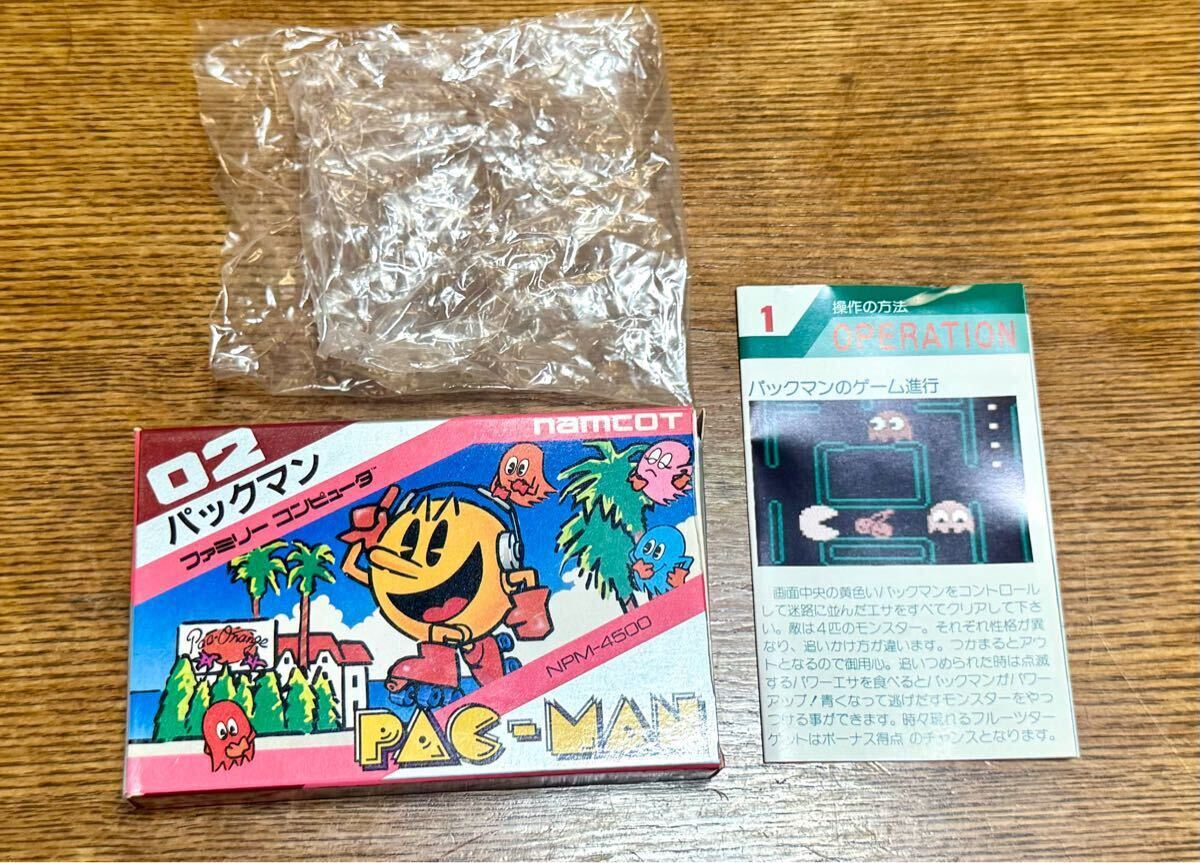 02
namcot
パックマン
ファミリーコンピュータ™
Pac-Orange
NPM-4500
PAC-MAN
1
操作の方法
OPERATION
パックマンのゲーム進行
画面中央の黄色いパックマンをコントロール
して迷路に並んだエサをすべてクリアして下さ
い。敵は4匹のモンスター。それぞれ性格が異
なり、追いかけ方が違います。つかまるとアウ
トとなるので御用心。追いつめられた時は点滅
するパワーエサを食べるとパックマンがパワー
アップ!青くなって逃げだすモンスターをやっ
つける事ができます。時々現れるフルーツター
ゲットはボーナス得点のチャンスとなります。